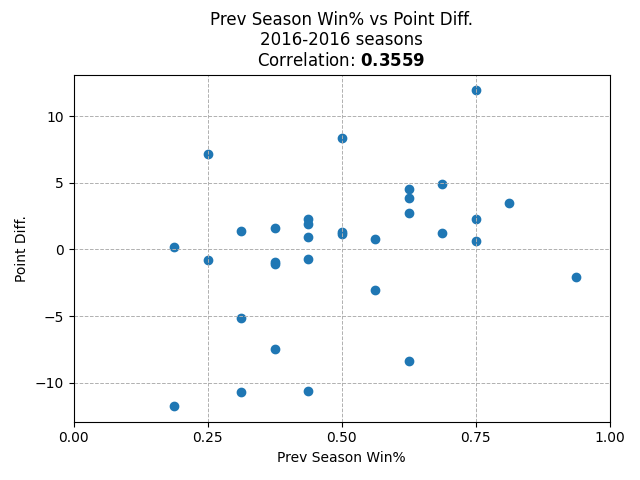 Prev Season Win% vs Point Diff.
2016-2016 seasons
Correlation: 0.3559
Point Diff.
10
5
0
−5
−10
0.00 0.25 0.50 0.75 1.00
Prev Season Win%